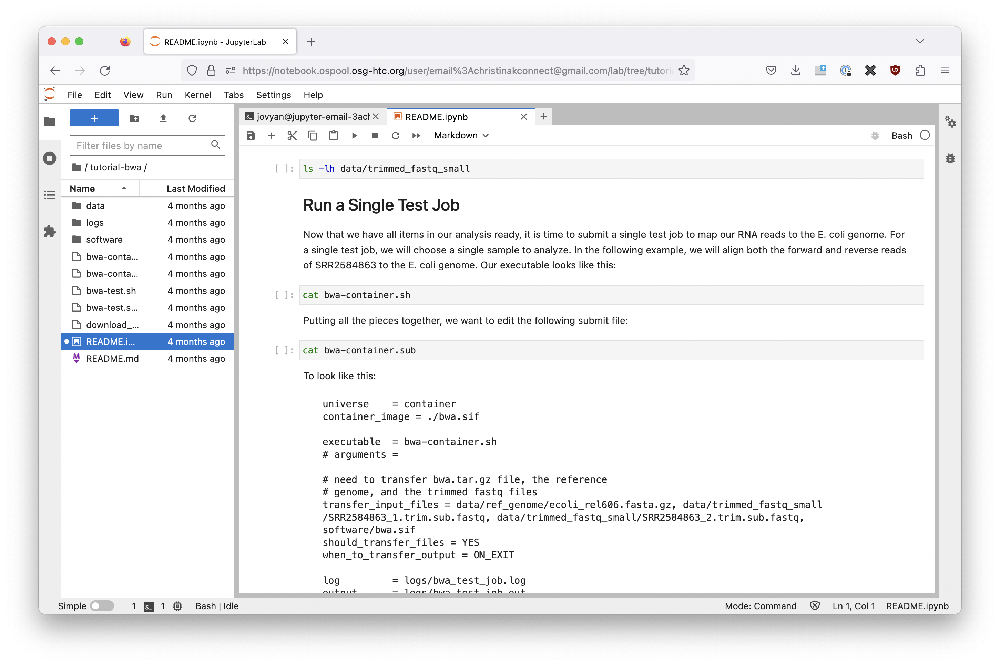 README.ipynb - JupyterLab
https://notebook.ospool.osg-htc.org/user/email%3Achristinakconnect@gmail.com/lab/tree/tutoria
File Edit View Run Kernel Tabs Settings Help
jovyan@jupyter-email-3ach
README.ipynb
Markdown
Bash
Filter files by name
/ tutorial-bwa /
Name Last Modified
data 4 months ago
logs 4 months ago
software 4 months ago
bwa-conta... 4 months ago
bwa-conta... 4 months ago
bwa-test.sh 4 months ago
bwa-test.s... 4 months ago
download_... 4 months ago
README.i... 4 months ago
README.md 4 months ago
[ ]: ls -lh data/trimmed_fastq_small
Run a Single Test Job
Now that we have all items in our analysis ready, it is time to submit a single test job to map our RNA reads to the E. coli genome. For
a single test job, we will choose a single sample to analyze. In the following example, we will align both the forward and reverse reads
of SRR2584863 to the E. coli genome. Our executable looks like this:
[ ]: cat bwa-container.sh
Putting all the pieces together, we want to edit the following submit file:
[ ]: cat bwa-container.sub
To look like this:
universe    = container
container_image = ./bwa.sif
executable  = bwa-container.sh
# arguments =
# need to transfer bwa.tar.gz file, the reference
# genome, and the trimmed fastq files
transfer_input_files = data/ref_genome/ecoli_rel606.fasta.gz, data/trimmed_fastq_small
/SRR2584863_1.trim.sub.fastq, data/trimmed_fastq_small/SRR2584863_2.trim.sub.fastq,
software/bwa.sif
should_transfer_files = YES
when_to_transfer_output = ON_EXIT
log         = logs/bwa_test_job.log
output      = logs/bwa_test_job.out
Simple 1 $_ 1 Bash | Idle Mode: Command Ln 1, Col 1 README.ipynb